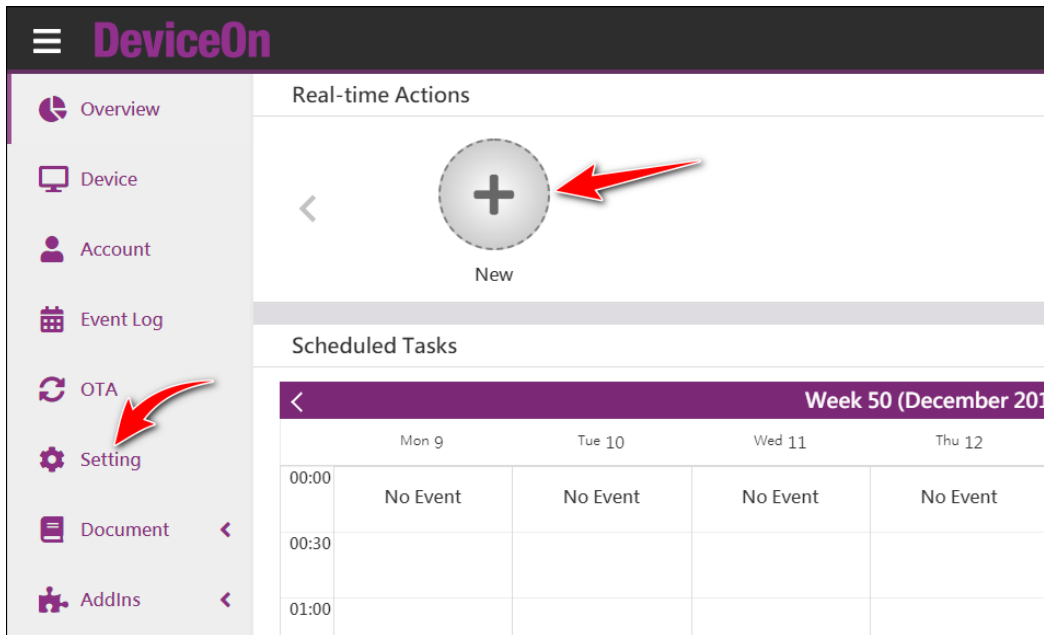 DeviceOn
Overview
Device
Account
Event Log
OTA
Setting
Document
AddIns
Real-time Actions
New
Scheduled Tasks
Week 50 (December 201
Mon 9 Tue 10 Wed 11 Thu 12
00:00 No Event No Event No Event No Event
00:30
01:00